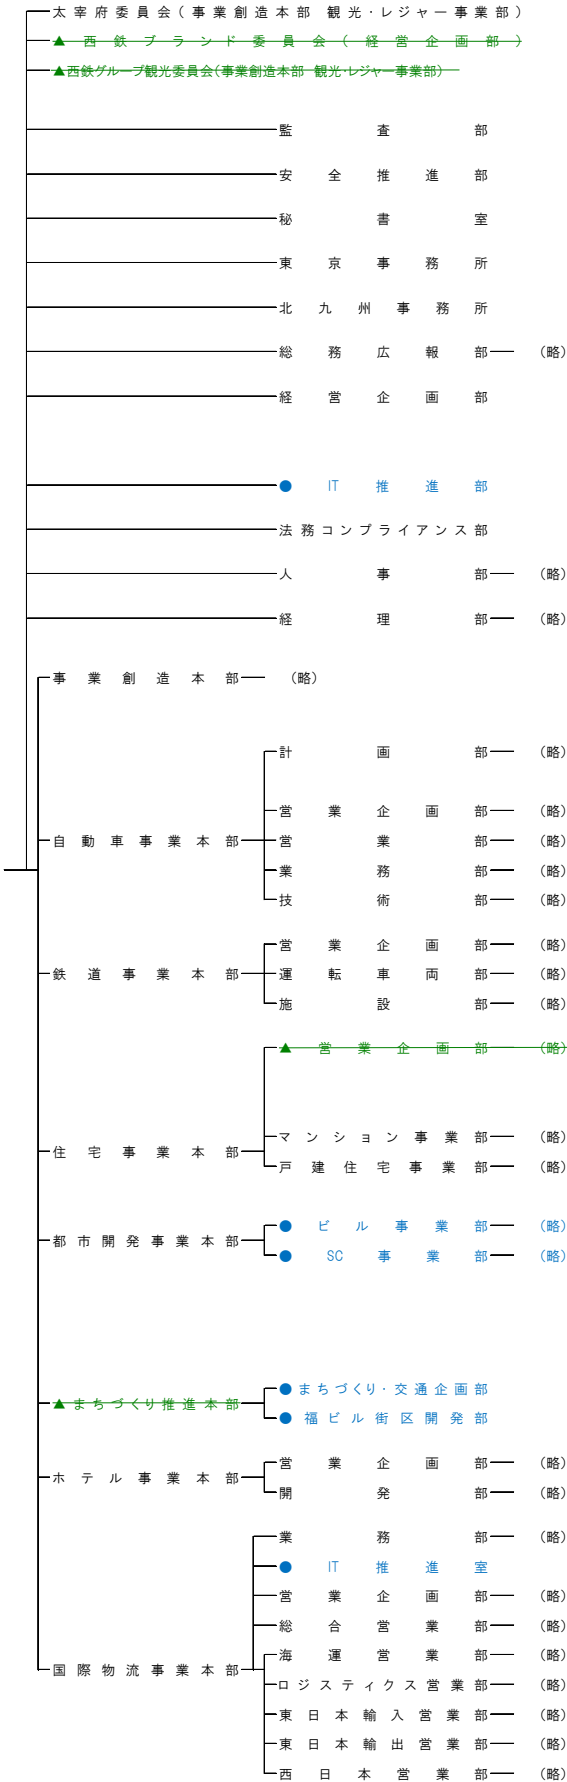 太宰府委員会(事業創造本部 観光・レジャー事業部)
▲西鉄ブランド委員会(経営企画部)
▲西鉄グループ観光委員会(事業創造本部 観光・レジャー事業部)
監査部
安全推進部
秘書室
東京事務所
北九州事務所
総務広報部 (略)
経営企画部
● IT推進部
法務コンプライアンス部
人事部 (略)
経理部 (略)
事業創造本部 (略)
計画部 (略)
営業企画部 (略)
自動車事業本部 営業部 (略)
業務部 (略)
技術部 (略)
営業企画部 (略)
鉄道事業本部 運転車両部 (略)
施設部 (略)
▲営業企画部 (略)
マンション事業部 (略)
住宅事業本部
戸建住宅事業部 (略)
● ビル事業部 (略)
都市開発事業本部
● SC事業部 (略)
● まちづくり・交通企画部
▲まちづくり推進本部
● 福ビル街区開発部
営業企画部 (略)
ホテル事業本部
開発部 (略)
業務部 (略)
● IT推進室
営業企画部 (略)
総合営業部 (略)
海運営業部 (略)
国際物流事業本部
ロジスティクス営業部 (略)
東日本輸入営業部 (略)
東日本輸出営業部 (略)
西日本営業部 (略)